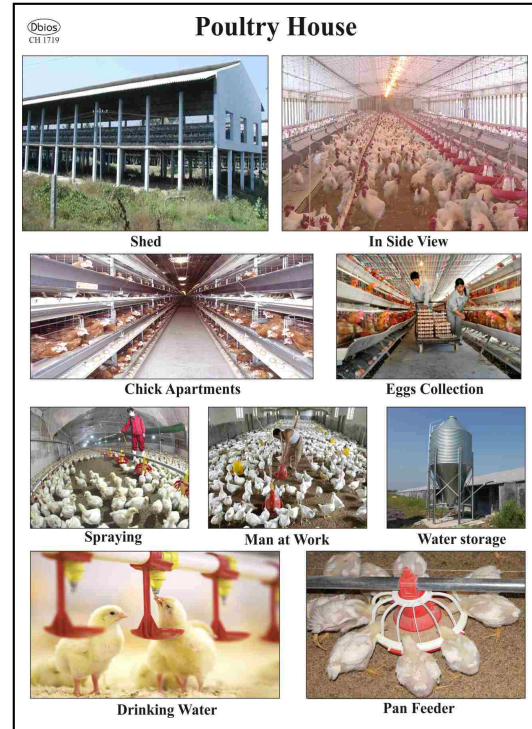 Dbios
CH 1719
Poultry House
Shed
In Side View
Chick Apartments
Eggs Collection
Spraying
Man at Work
Water storage
Drinking Water
Pan Feeder